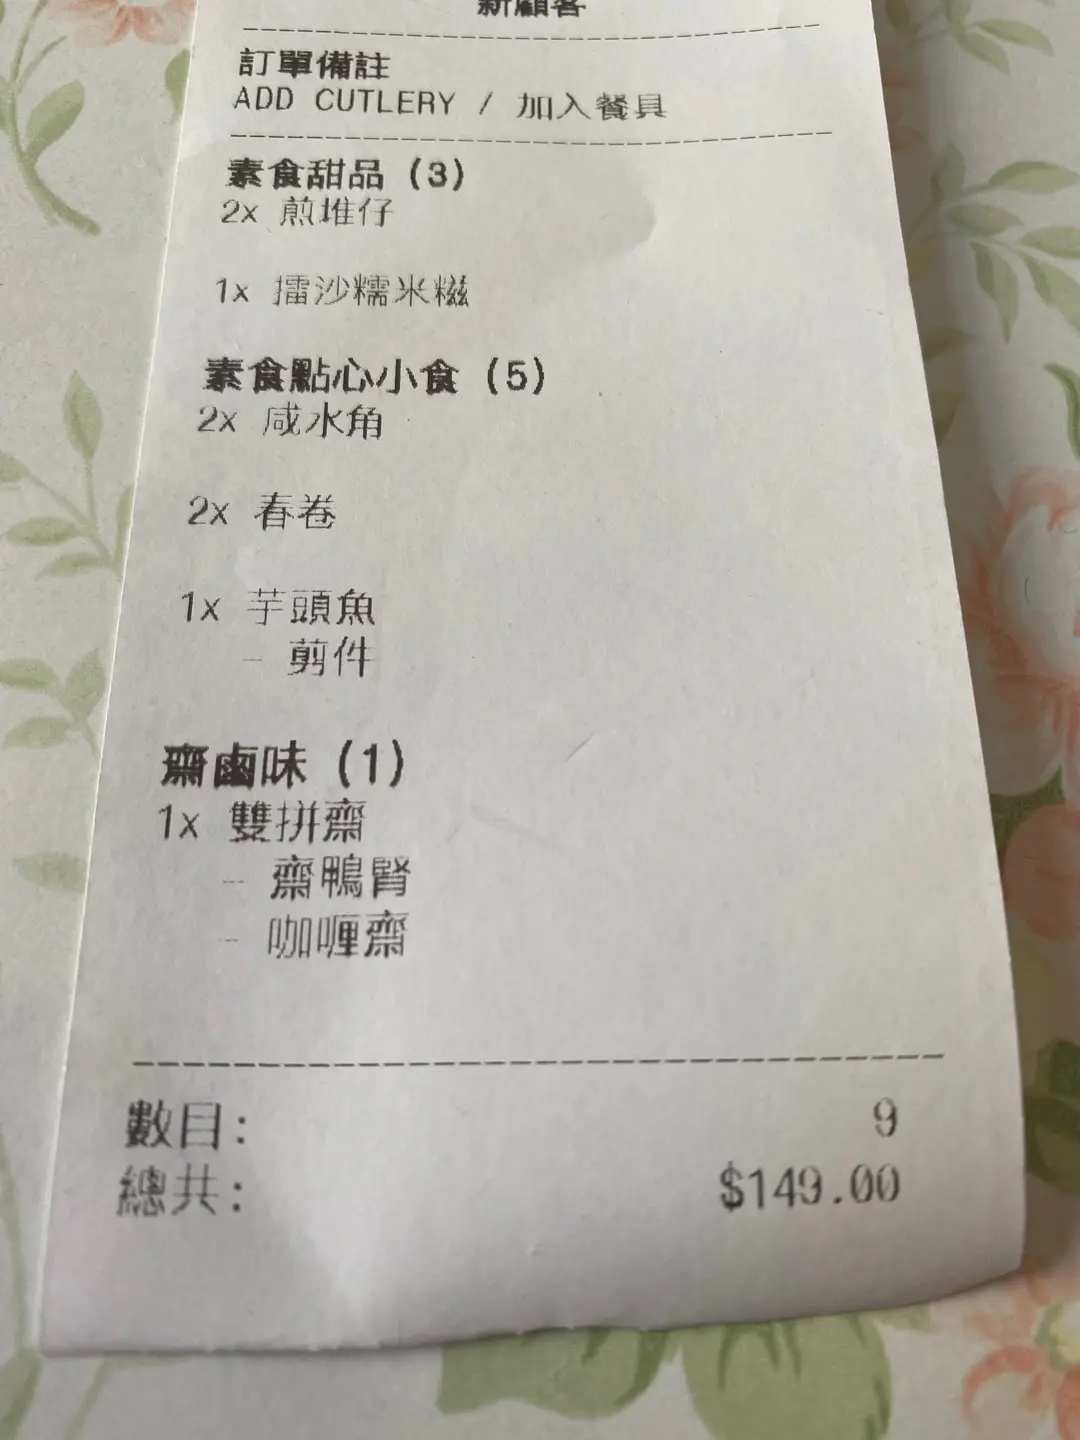 新顧客
訂單備註
ADD CUTLERY / 加入餐具
素食甜品 (3)
2x 煎堆仔
1x 擂沙糯米糍
素食點心小食 (5)
2x 咸水角
2x 春卷
1x 芋頭魚
- 剪件
齋鹵味 (1)
1x 雙拼齋
- 齋鴨腎
- 咖喱齋
數目: 9
總共: $149.00